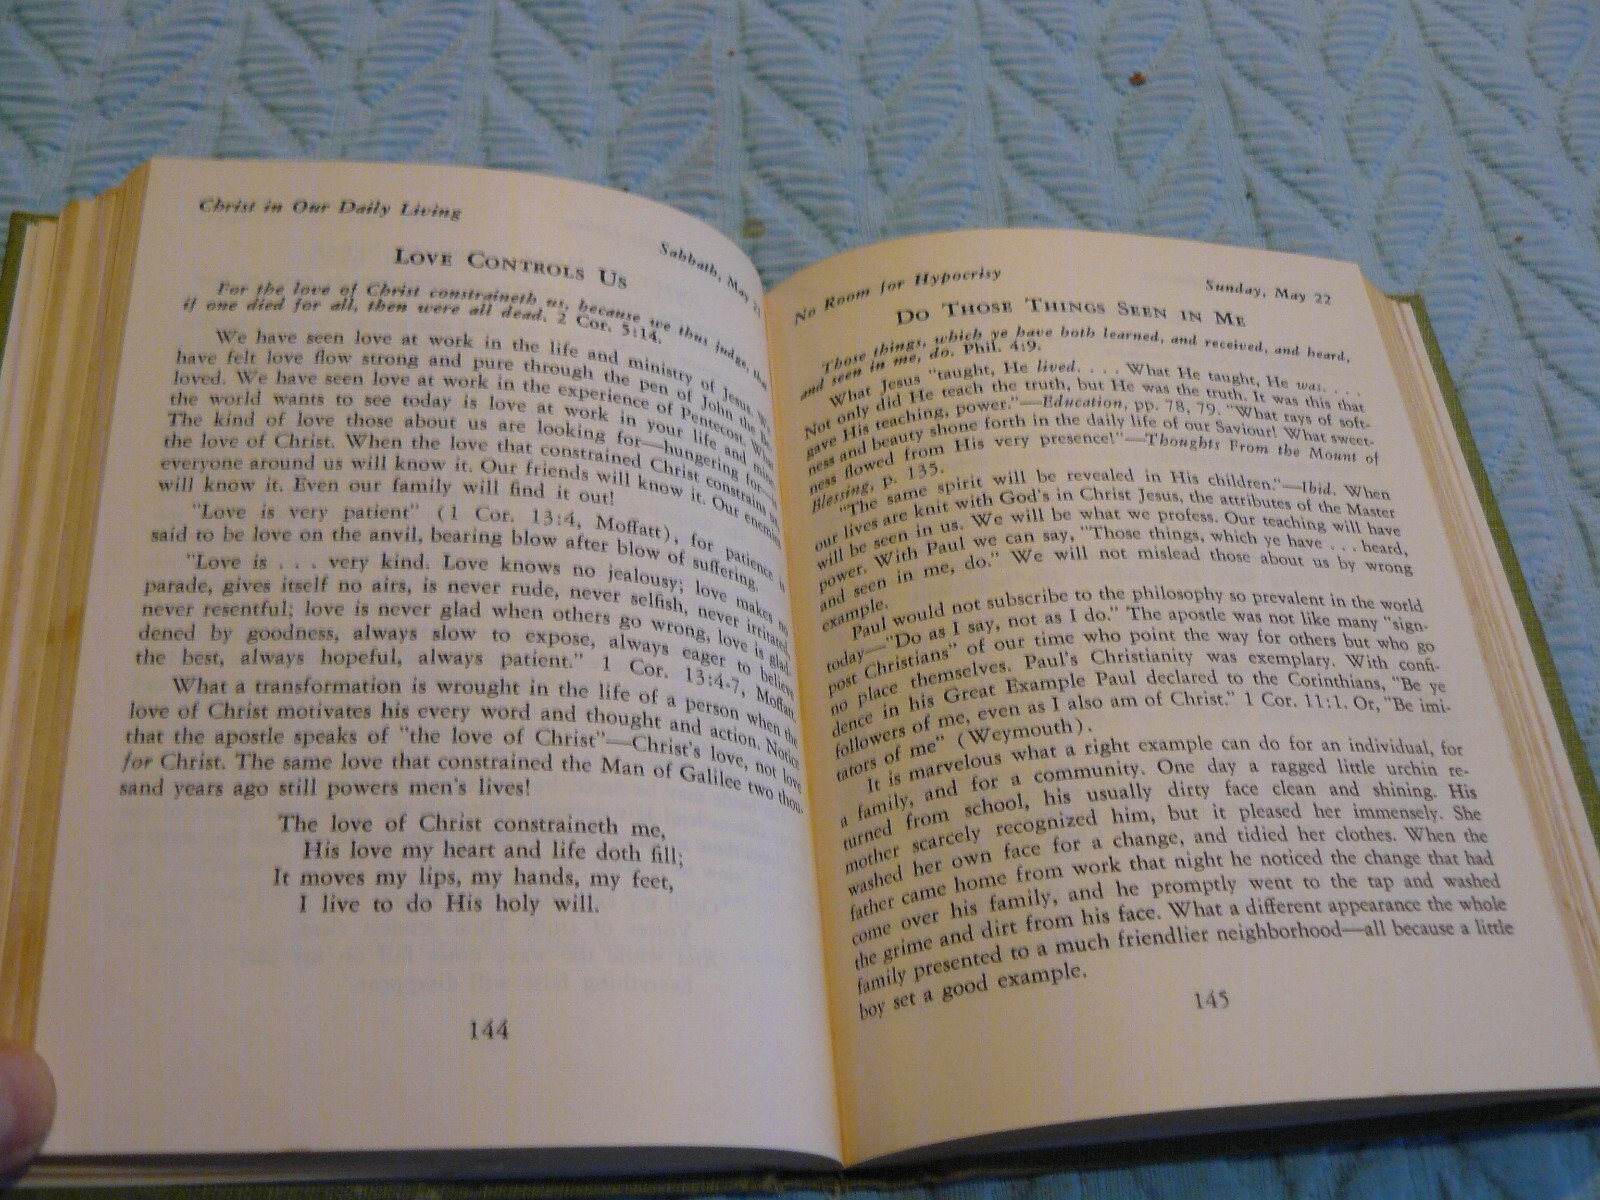 Christ in Our Daily Living
Sabbath, May 21
LOVE CONTROLS US
For the love of Christ constraineth us, because we thus judge, that
if one died for all, then were all dead. 2 Cor. 5:14.
We have seen love at work in the life and ministry of Jesus. We
have felt love flow strong and pure through the pen of John the be-
loved. We have seen love at work in the experience of Pentecost. What
the world wants to see today is love at work in your life and mine.
The kind of love those about us are looking for—hungering for—is
the love of Christ. When the love that constrained Christ constrains us
everyone around us will know it. Our friends will know it. Our enemies
will know it. Even our family will find it out!
"Love is very patient" (1 Cor. 13:4, Moffatt), for patience is
said to be love on the anvil, bearing blow after blow of suffering.
"Love is . . . very kind. Love knows no jealousy; love makes no
parade, gives itself no airs, is never rude, never selfish, never irritated,
never resentful; love is never glad when others go wrong, love is glad-
dened by goodness, always slow to expose, always eager to believe
the best, always hopeful, always patient." 1 Cor. 13:4-7, Moffatt.
What a transformation is wrought in the life of a person when the
love of Christ motivates his every word and thought and action. Notice
that the apostle speaks of "the love of Christ"—Christ's love, not love
for Christ. The same love that constrained the Man of Galilee two thou-
sand years ago still powers men's lives!
The love of Christ constraineth me,
His love my heart and life doth fill;
It moves my lips, my hands, my feet,
I live to do His holy will.
144
No Room for Hypocrisy
Sunday, May 22
DO THOSE THINGS SEEN IN ME
Those things, which ye have both learned, and received, and heard,
and seen in me, do. Phil. 4:9.
What Jesus "taught, He lived. . . . What He taught, He was. . . .
Not only did He teach the truth, but He was the truth. It was this that
gave His teaching, power."—Education, pp. 78, 79. "What rays of soft-
ness and beauty shone forth in the daily life of our Saviour! What sweet-
ness flowed from His very presence!"—Thoughts From the Mount of
Blessing, p. 135.
"The same spirit will be revealed in His children."—Ibid. When
our lives are knit with God's in Christ Jesus, the attributes of the Master
will be seen in us. We will be what we profess. Our teaching will have
power. With Paul we can say, "Those things, which ye have . . . heard,
and seen in me, do." We will not mislead those about us by wrong
example.
Paul would not subscribe to the philosophy so prevalent in the world
today—"Do as I say, not as I do." The apostle was not like many "sign-
post Christians" of our time who point the way for others but who go
no place themselves. Paul's Christianity was exemplary. With confi-
dence in his Great Example Paul declared to the Corinthians, "Be ye
followers of me, even as I also am of Christ." 1 Cor. 11:1. Or, "Be imi-
tators of me" (Weymouth).
It is marvelous what a right example can do for an individual, for
a family, and for a community. One day a ragged little urchin re-
turned from school, his usually dirty face clean and shining. His
mother scarcely recognized him, but it pleased her immensely. She
washed her own face for a change, and tidied her clothes. When the
father came home from work that night he noticed the change that had
come over his family, and he promptly went to the tap and washed
the grime and dirt from his face. What a different appearance the whole
family presented to a much friendlier neighborhood—all because a little
boy set a good example.
145